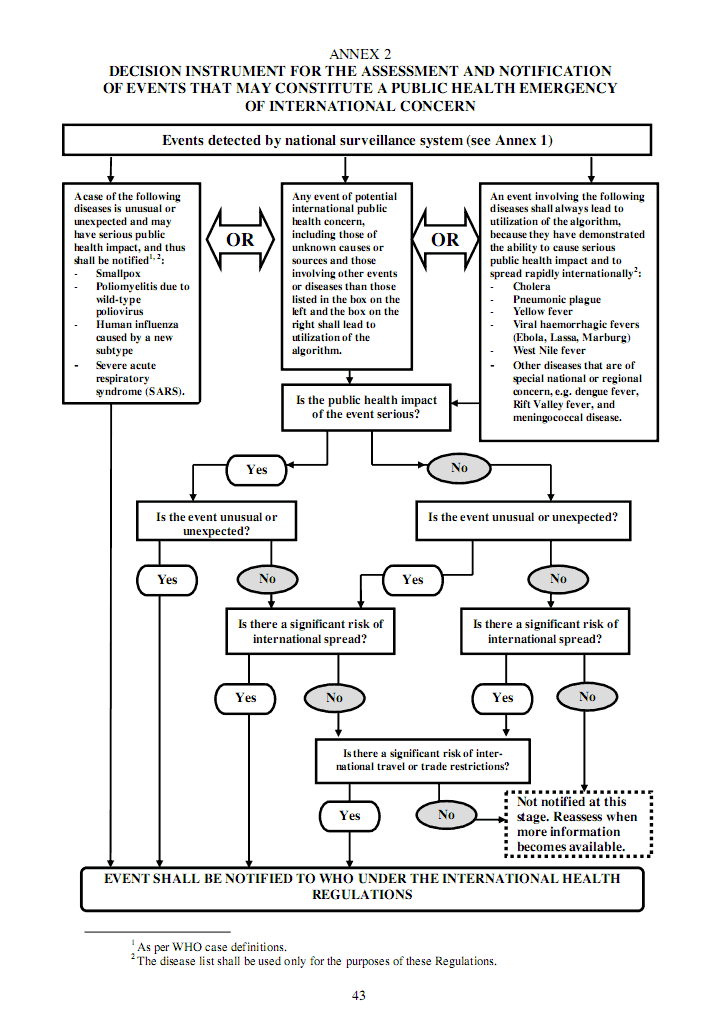 ANNEX 2
DECISION INSTRUMENT FOR THE ASSESSMENT AND NOTIFICATION
OF EVENTS THAT MAY CONSTITUTE A PUBLIC HEALTH EMERGENCY
OF INTERNATIONAL CONCERN
Events detected by national surveillance system (see Annex 1)
A case of the following
diseases is unusual or
unexpected and may
have serious public
health impact, and thus
shall be notified1, 2:
- Smallpox
- Poliomyelitis due to
wild-type
poliovirus
- Human influenza
caused by a new
subtype
- Severe acute
respiratory
syndrome (SARS).
OR
Any event of potential
international public
health concern,
including those of
unknown causes or
sources and those
involving other events
or diseases than those
listed in the box on the
left and the box on the
right shall lead to
utilization of the
algorithm.
OR
An event involving the following
diseases shall always lead to
utilization of the algorithm,
because they have demonstrated
the ability to cause serious
public health impact and to
spread rapidly internationally2:
- Cholera
- Pneumonic plague
- Yellow fever
- Viral haemorrhagic fevers
(Ebola, Lassa, Marburg)
- West Nile fever
- Other diseases that are of
special national or regional
concern, e.g. dengue fever,
Rift Valley fever, and
meningococcal disease.
Is the public health impact
of the event serious?
Yes
No
Is the event unusual or
unexpected?
Is the event unusual or unexpected?
Yes
No
Yes
No
Is there a significant risk of
international spread?
Is there a significant risk of
international spread?
Yes
No
Yes
No
Is there a significant risk of inter-
national travel or trade restrictions?
Yes
No
Not notified at this
stage. Reassess when
more information
becomes available.
EVENT SHALL BE NOTIFIED TO WHO UNDER THE INTERNATIONAL HEALTH
REGULATIONS
1 As per WHO case definitions.
2 The disease list shall be used only for the purposes of these Regulations.
43